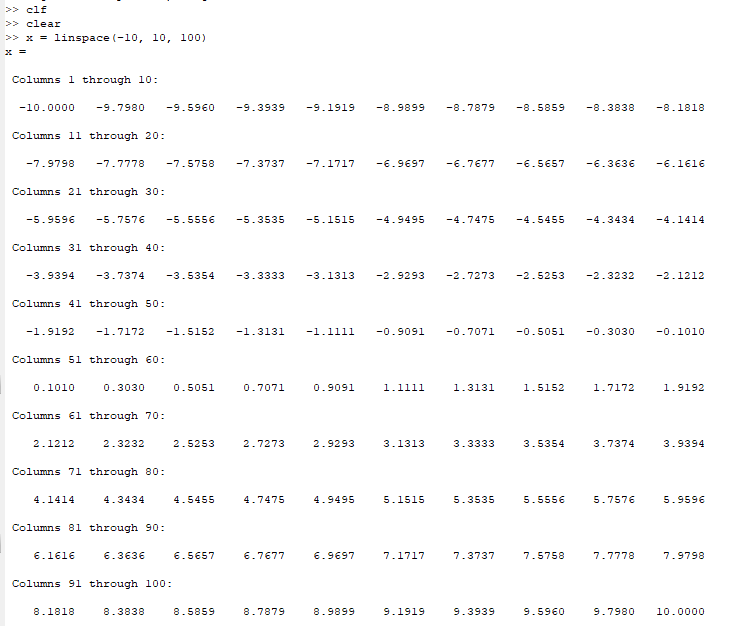 >> clf
>> clear
>> x = linspace(-10, 10, 100)
x =
Columns 1 through 10:
-10.0000 -9.7980 -9.5960 -9.3939 -9.1919 -8.9899 -8.7879 -8.5859 -8.3838 -8.1818
Columns 11 through 20:
-7.9798 -7.7778 -7.5758 -7.3737 -7.1717 -6.9697 -6.7677 -6.5657 -6.3636 -6.1616
Columns 21 through 30:
-5.9596 -5.7576 -5.5556 -5.3535 -5.1515 -4.9495 -4.7475 -4.5455 -4.3434 -4.1414
Columns 31 through 40:
-3.9394 -3.7374 -3.5354 -3.3333 -3.1313 -2.9293 -2.7273 -2.5253 -2.3232 -2.1212
Columns 41 through 50:
-1.9192 -1.7172 -1.5152 -1.3131 -1.1111 -0.9091 -0.7071 -0.5051 -0.3030 -0.1010
Columns 51 through 60:
0.1010 0.3030 0.5051 0.7071 0.9091 1.1111 1.3131 1.5152 1.7172 1.9192
Columns 61 through 70:
2.1212 2.3232 2.5253 2.7273 2.9293 3.1313 3.3333 3.5354 3.7374 3.9394
Columns 71 through 80:
4.1414 4.3434 4.5455 4.7475 4.9495 5.1515 5.3535 5.5556 5.7576 5.9596
Columns 81 through 90:
6.1616 6.3636 6.5657 6.7677 6.9697 7.1717 7.3737 7.5758 7.7778 7.9798
Columns 91 through 100:
8.1818 8.3838 8.5859 8.7879 8.9899 9.1919 9.3939 9.5960 9.7980 10.0000